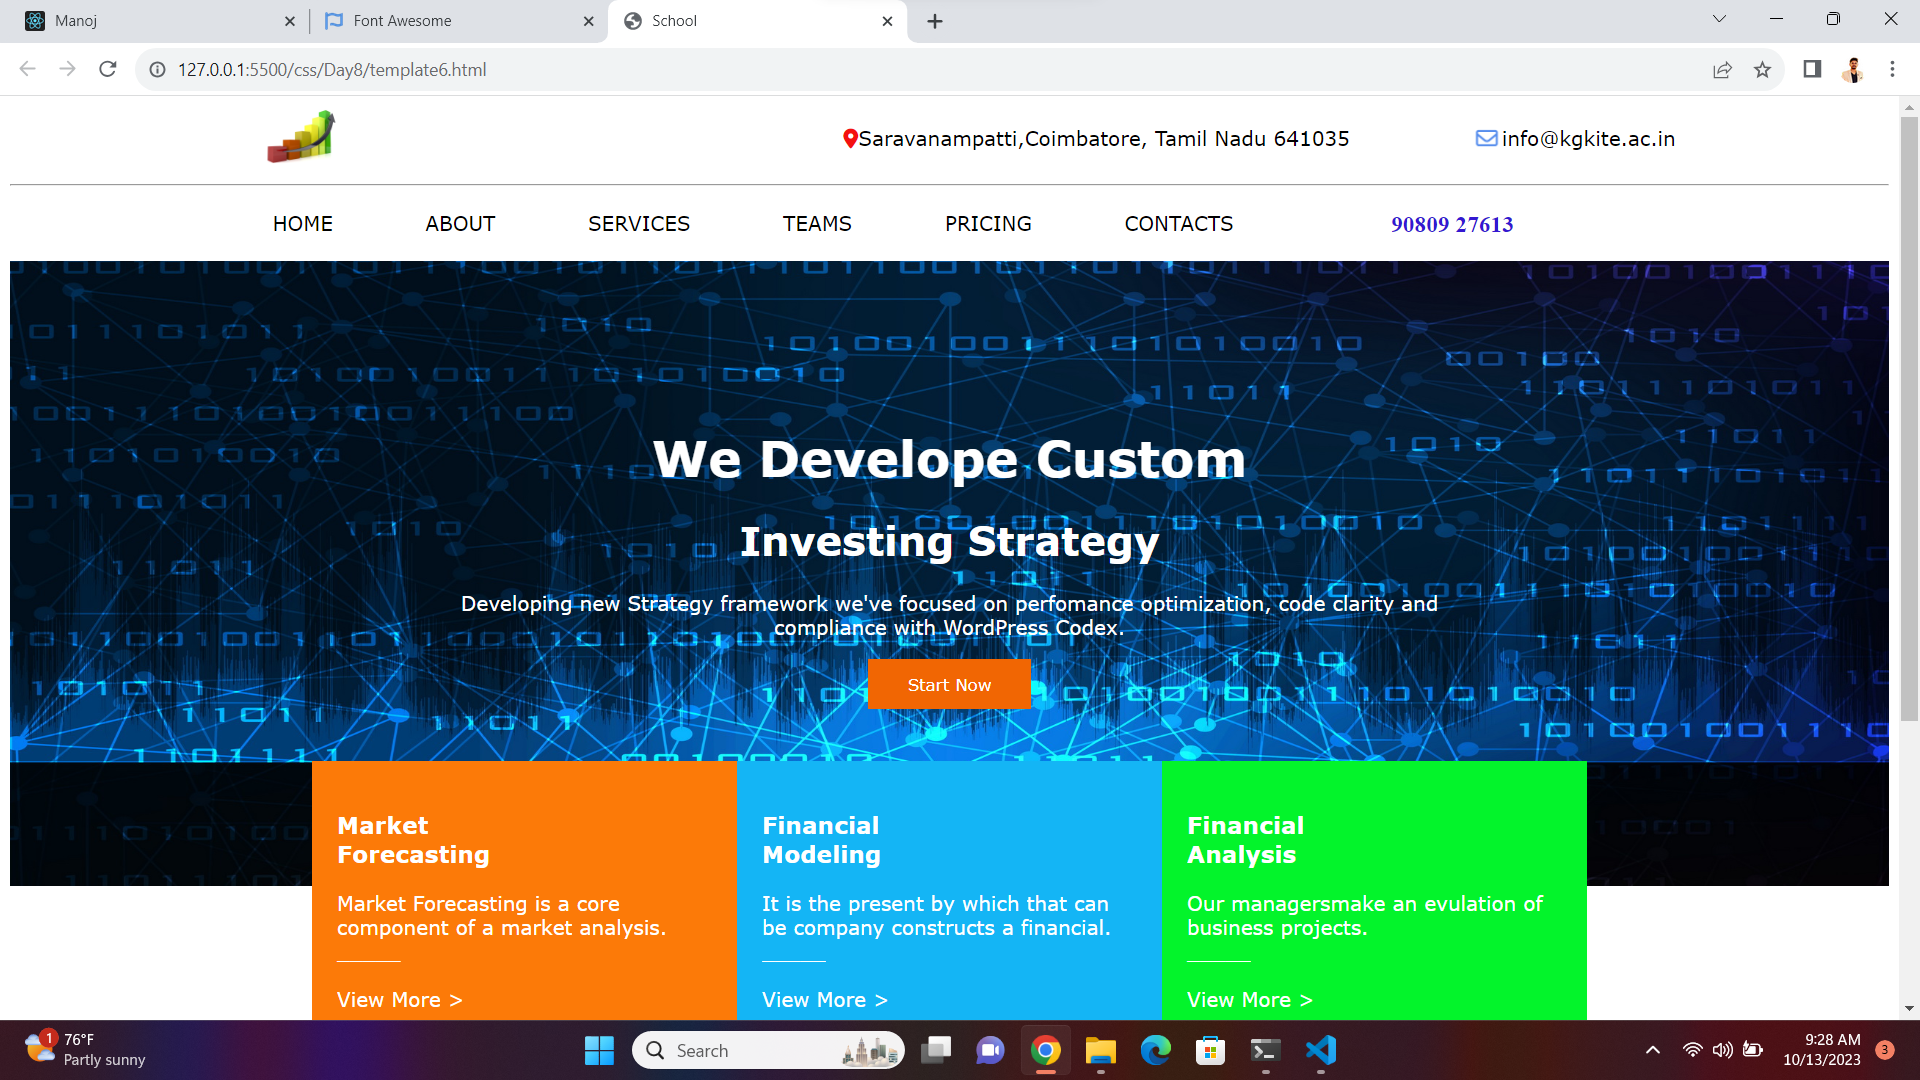 Manoj
Font Awesome
School
127.0.0.1:5500/css/Day8/template6.html
Saravanampatti,Coimbatore, Tamil Nadu 641035
info@kgkite.ac.in
HOME ABOUT SERVICES TEAMS PRICING CONTACTS 90809 27613
We Develope Custom
Investing Strategy
Developing new Strategy framework we've focused on perfomance optimization, code clarity and
compliance with WordPress Codex.
Start Now
Market
Forecasting
Market Forecasting is a core
component of a market analysis.
View More >
Financial
Modeling
It is the present by which that can
be company constructs a financial.
View More >
Financial
Analysis
Our managersmake an evulation of
business projects.
View More >
1
76°F
Partly sunny
Search
9:28 AM
10/13/2023
3